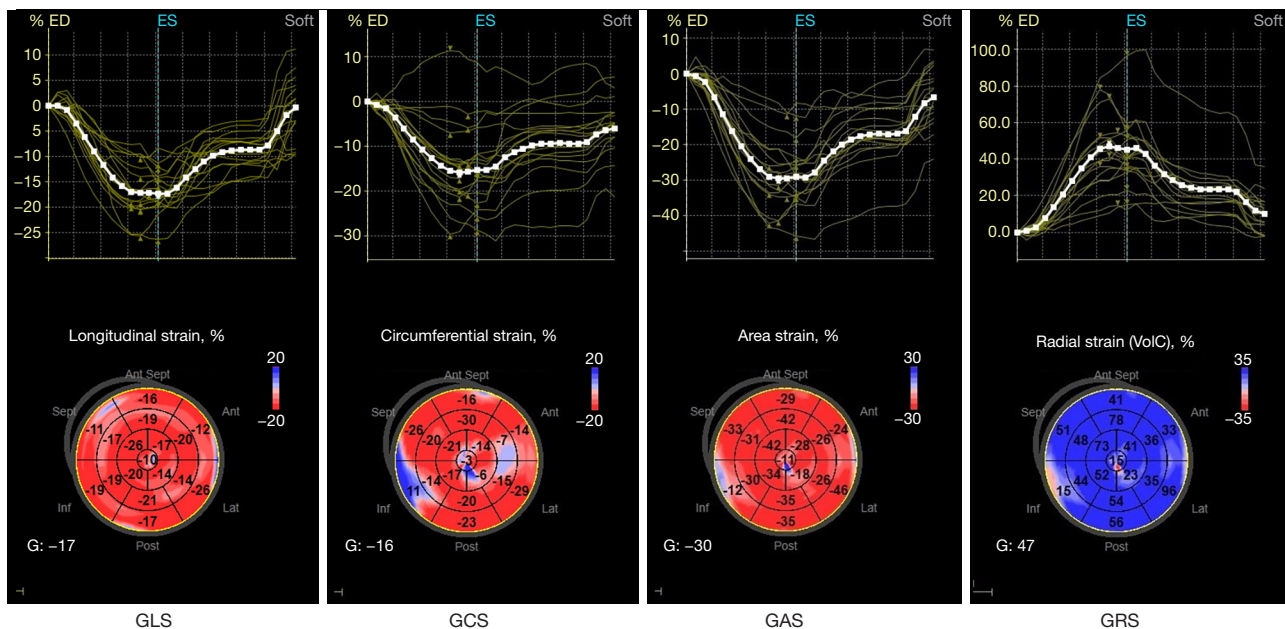 % ED ES Soft
10
5
0
5
−10
−15
−20
−25
Longitudinal strain, %
20
−20
Ant Sept
Sept
Ant
Inf
Lat
Post
-16
-19
-11
-12
-17
-20
-26
-17
-10
-20
-14
-19
-14
-26
-21
-17
G: −17
GLS
% ED ES Soft
10
0
−10
−20
−30
Circumferential strain, %
20
−20
Ant Sept
Sept
Ant
Inf
Lat
Post
-16
-30
-26
-14
-20
-7
-21
-14
-3
-17
-6
-14
-15
11
-29
-20
-23
G: −16
GCS
% ED ES Soft
10
0
−10
−20
−30
−40
Area strain, %
30
−30
Ant Sept
Sept
Ant
Inf
Lat
Post
-29
-42
-33
-24
-31
-26
-42
-28
-11
-34
-18
-30
-26
-12
-46
-35
-35
G: −30
GAS
% ED ES Soft
100.0
80.0
60.0
40.0
20.0
0.0
Radial strain (VolC), %
35
−35
Ant Sept
Sept
Ant
Inf
Lat
Post
41
78
51
33
48
36
73
41
15
52
23
44
35
15
96
54
56
G: 47
GRS